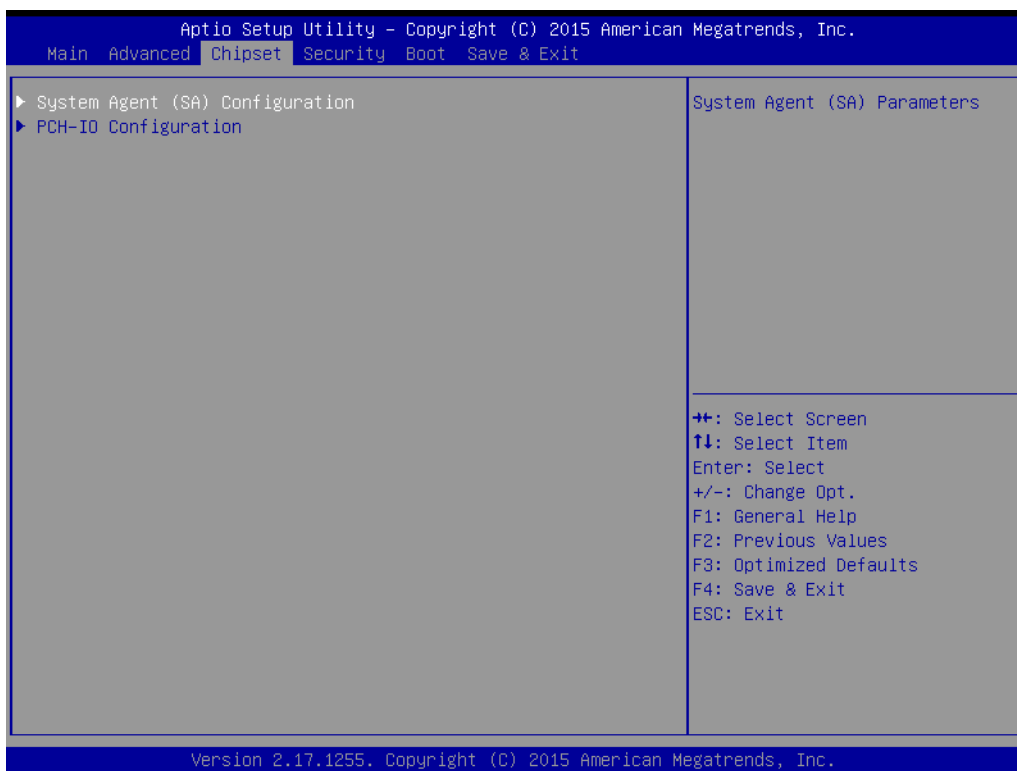 Aptio Setup Utility – Copyright (C) 2015 American Megatrends, Inc.
Main Advanced Chipset Security Boot Save & Exit
System Agent (SA) Configuration
PCH-IO Configuration
System Agent (SA) Parameters
→←: Select Screen
↑↓: Select Item
Enter: Select
+/-: Change Opt.
F1: General Help
F2: Previous Values
F3: Optimized Defaults
F4: Save & Exit
ESC: Exit
Version 2.17.1255. Copyright (C) 2015 American Megatrends, Inc.